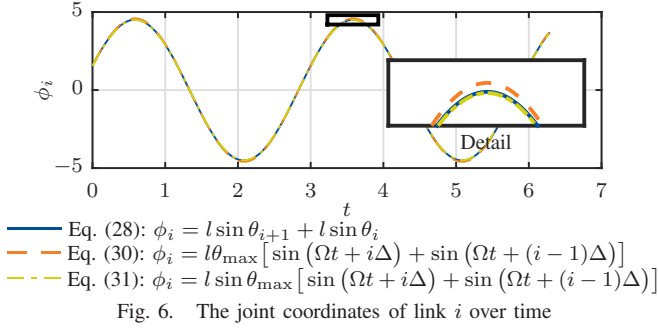 5
0
−5
ϕi
0 1 2 3 4 5 6 7
t
Detail
Eq. (28): ϕi = l sin θi+1 + l sin θi
Eq. (30): ϕi = lθmax[ sin (Ωt + iΔ) + sin (Ωt + (i − 1)Δ)]
Eq. (31): ϕi = l sin θmax[ sin (Ωt + iΔ) + sin (Ωt + (i − 1)Δ)]
Fig. 6. The joint coordinates of link i over time